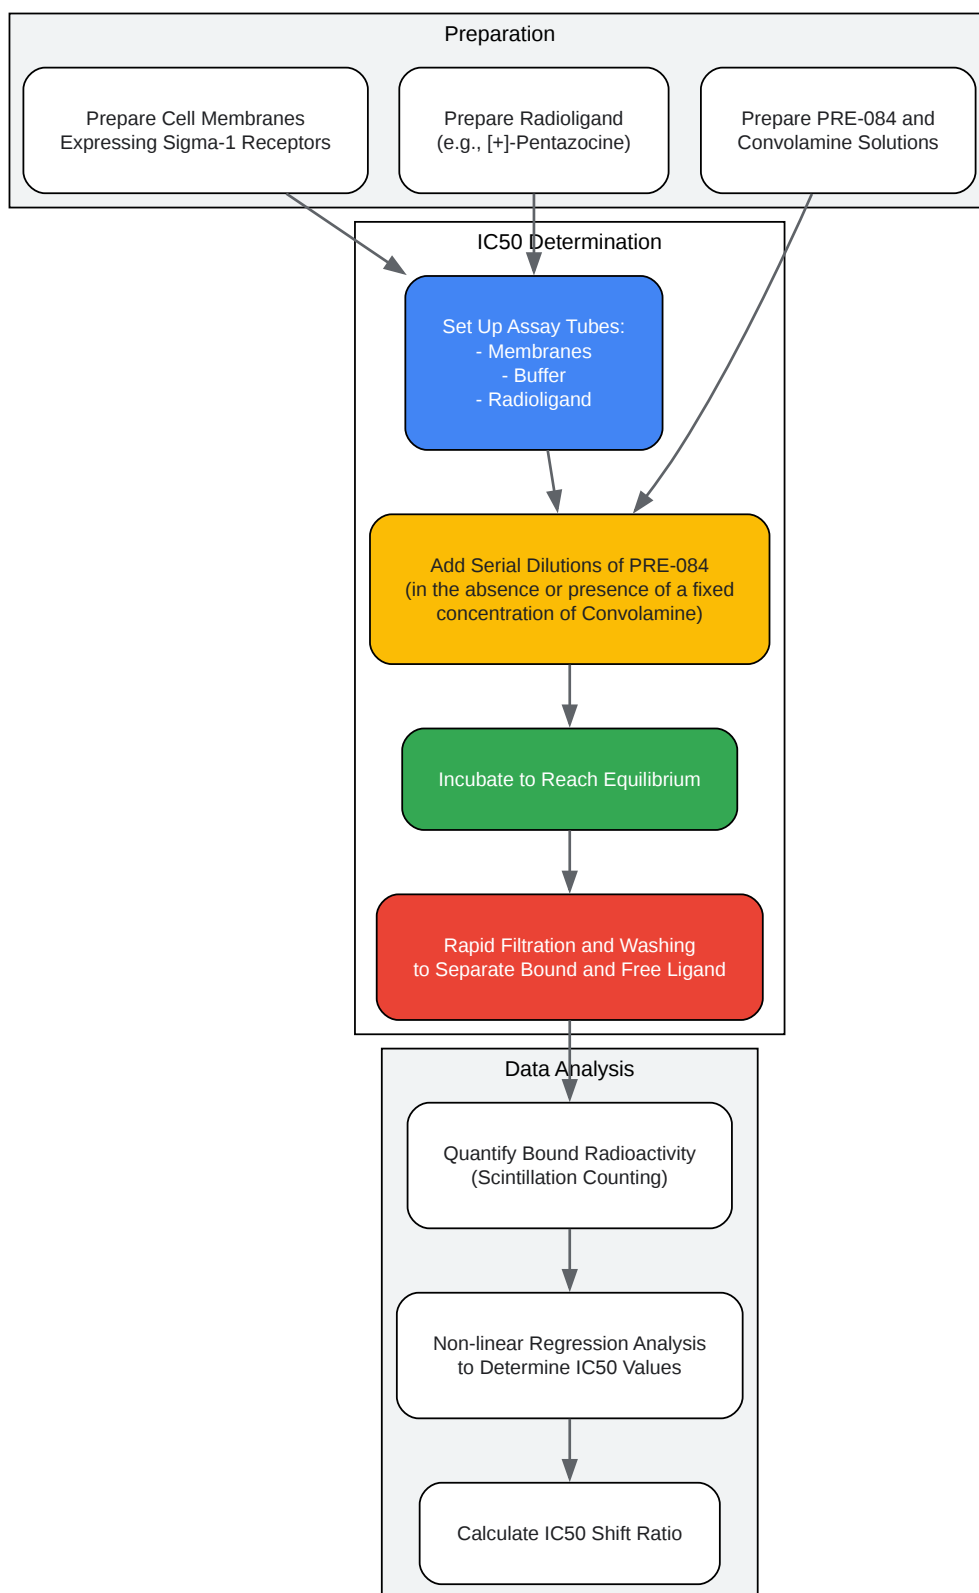 Preparation
Prepare Cell Membranes
Expressing Sigma-1 Receptors
Prepare Radioligand
(e.g., [+]-Pentazocine)
Prepare PRE-084 and
Convolamine Solutions
IC50 Determination
Set Up Assay Tubes:
- Membranes
- Buffer
- Radioligand
Add Serial Dilutions of PRE-084
(in the absence or presence of a fixed
concentration of Convolamine)
Incubate to Reach Equilibrium
Rapid Filtration and Washing
to Separate Bound and Free Ligand
Data Analysis
Quantify Bound Radioactivity
(Scintillation Counting)
Non-linear Regression Analysis
to Determine IC50 Values
Calculate IC50 Shift Ratio